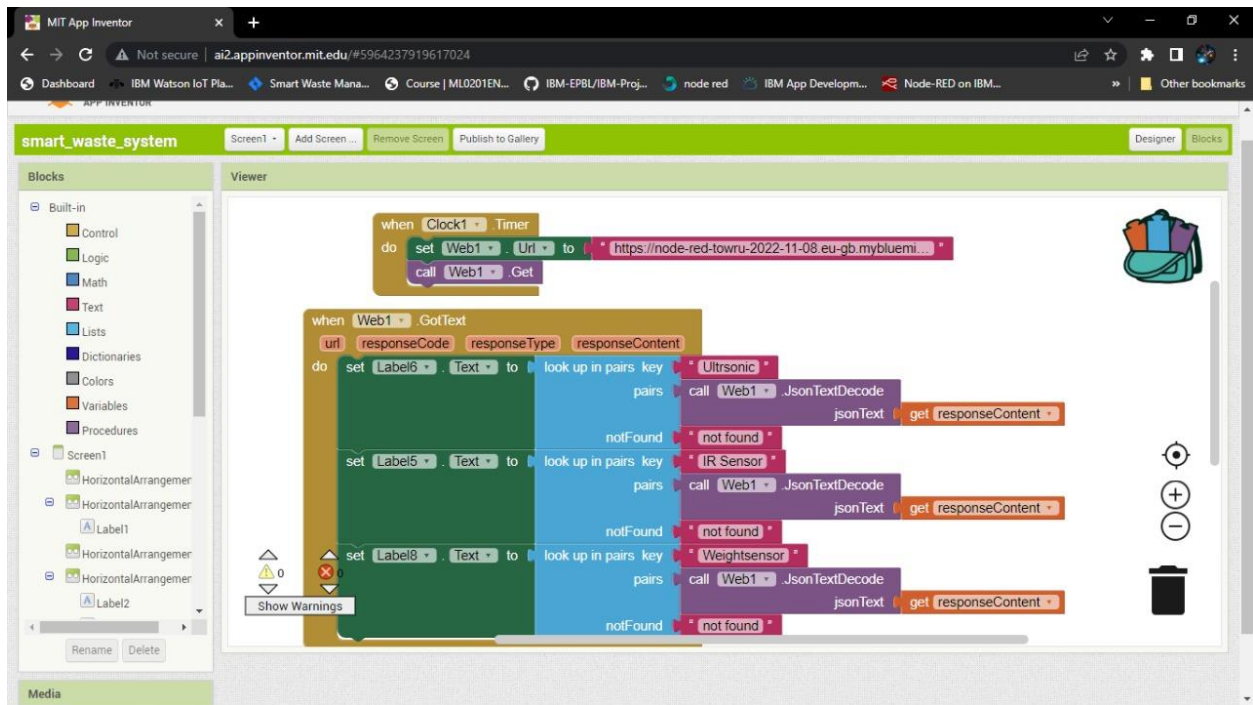 MIT App Inventor
Not secure | ai2.appinventor.mit.edu/#5964237919617024
Dashboard IBM Watson IoT Pla... Smart Waste Mana... Course | ML0201EN... IBM-EPBL/IBM-Proj... node red IBM App Developm... Node-RED on IBM... » Other bookmarks
APP INVENTOR
smart_waste_system Screen1 Add Screen ... Remove Screen Publish to Gallery Designer Blocks
Blocks Viewer
Built-in
Control
Logic
Math
Text
Lists
Dictionaries
Colors
Variables
Procedures
Screen1
HorizontalArrangemer
HorizontalArrangemer
Label1
HorizontalArrangemer
HorizontalArrangemer
Label2
Rename Delete
Media
when Clock1 .Timer
do set Web1 . Url to " https://node-red-towru-2022-11-08.eu-gb.mybluemi... "
call Web1 .Get
when Web1 .GotText
url responseCode responseType responseContent
do set Label6 . Text to look up in pairs key " Ultrsonic "
pairs call Web1 .JsonTextDecode
jsonText get responseContent
notFound " not found "
set Label5 . Text to look up in pairs key " IR Sensor "
pairs call Web1 .JsonTextDecode
jsonText get responseContent
notFound " not found "
set Label8 . Text to look up in pairs key " Weightsensor "
pairs call Web1 .JsonTextDecode
jsonText get responseContent
notFound " not found "
0 0
Show Warnings